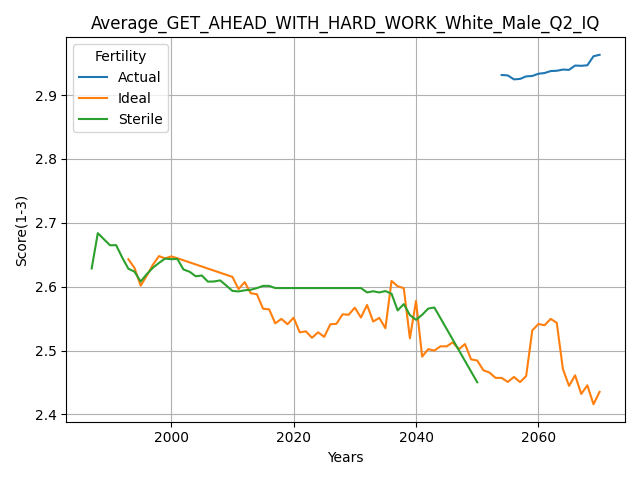 Average_GET_AHEAD_WITH_HARD_WORK_White_Male_Q2_IQ
Fertility
Actual
Ideal
Sterile
Score(1-3)
2.9
2.8
2.7
2.6
2.5
2.4
2000
2020
2040
2060
Years